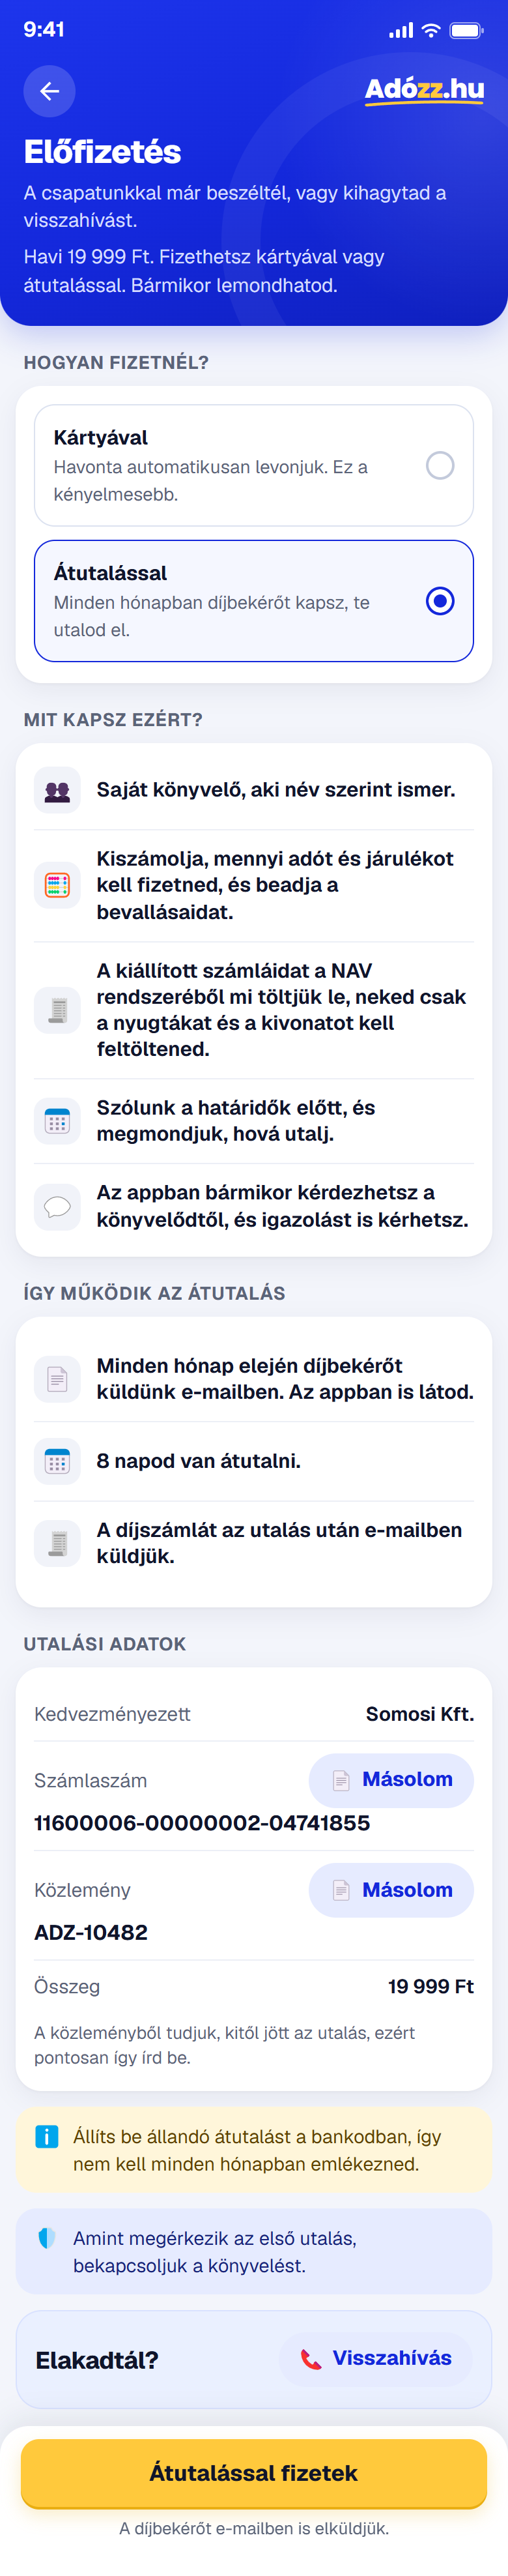 9:41
Adózz.hu
Előfizetés
A csapatunkkal már beszéltél, vagy kihagytad a
visszahívást.
Havi 19 999 Ft. Fizethetsz kártyával vagy
átutalással. Bármikor lemondhatod.
HOGYAN FIZETNÉL?
Kártyával
Havonta automatikusan levonjuk. Ez a
kényelmesebb.
Átutalással
Minden hónapban díjbekérőt kapsz, te
utalod el.
MIT KAPSZ EZÉRT?
Saját könyvelő, aki név szerint ismer.
Kiszámolja, mennyi adót és járulékot
kell fizetned, és beadja a
bevallásaidat.
A kiállított számláidat a NAV
rendszeréből mi töltjük le, neked csak
a nyugtákat és a kivonatot kell
feltöltened.
Szólunk a határidők előtt, és
megmondjuk, hová utalj.
Az appban bármikor kérdezhetsz a
könyvelődtől, és igazolást is kérhetsz.
ÍGY MŰKÖDIK AZ ÁTUTALÁS
Minden hónap elején díjbekérőt
küldünk e-mailben. Az appban is látod.
8 napod van átutalni.
A díjszámlát az utalás után e-mailben
küldjük.
UTALÁSI ADATOK
Kedvezményezett Somosi Kft.
Számlaszám Másolom
11600006-00000002-04741855
Közlemény Másolom
ADZ-10482
Összeg 19 999 Ft
A közleményből tudjuk, kitől jött az utalás, ezért
pontosan így írd be.
Állíts be állandó átutalást a bankodban, így
nem kell minden hónapban emlékezned.
Amint megérkezik az első utalás,
bekapcsoljuk a könyvelést.
Elakadtál? Visszahívás
Átutalással fizetek
A díjbekérőt e-mailben is elküldjük.